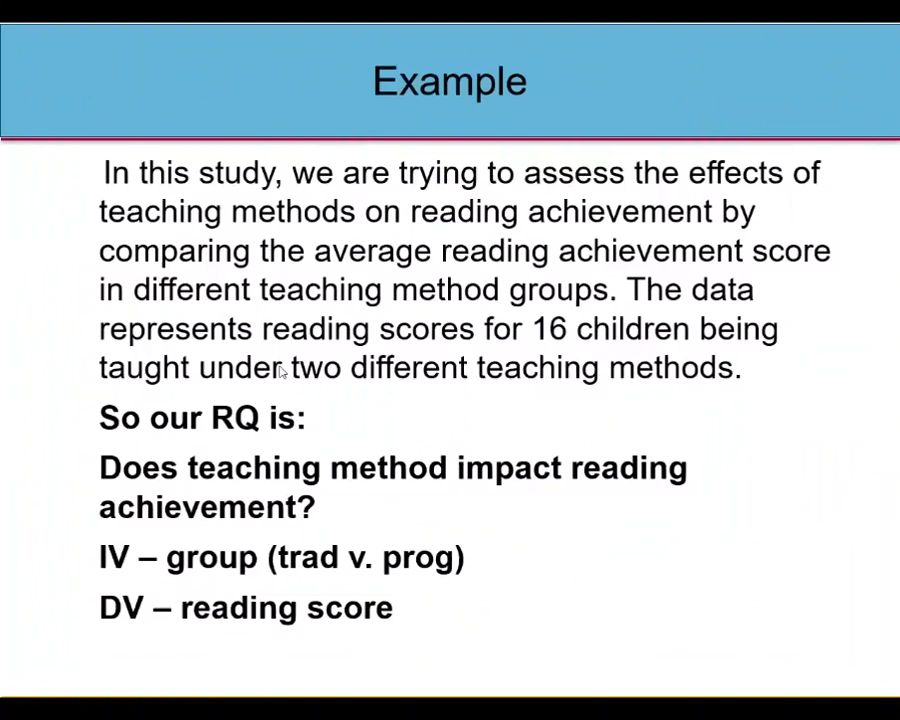 Example
In this study, we are trying to assess the effects of
teaching methods on reading achievement by
comparing the average reading achievement score
in different teaching method groups. The data
represents reading scores for 16 children being
taught under two different teaching methods.
So our RQ is:
Does teaching method impact reading
achievement?
IV – group (trad v. prog)
DV – reading score